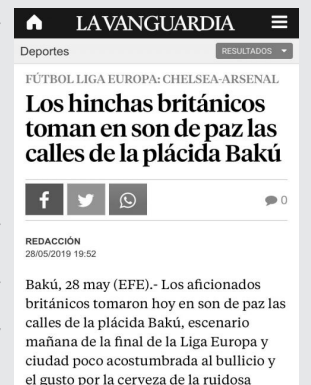 LA VANGUARDIA
Deportes
RESULTADOS
FÚTBOL LIGA EUROPA: CHELSEA-ARSENAL
Los hinchas británicos
toman en son de paz las
calles de la plácida Bakú
0
REDACCIÓN
28/05/2019 19:52
Bakú, 28 may (EFE).- Los aficionados
británicos tomaron hoy en son de paz las
calles de la plácida Bakú, escenario
mañana de la final de la Liga Europa y
ciudad poco acostumbrada al bullicio y
el gusto por la cerveza de la ruidosa